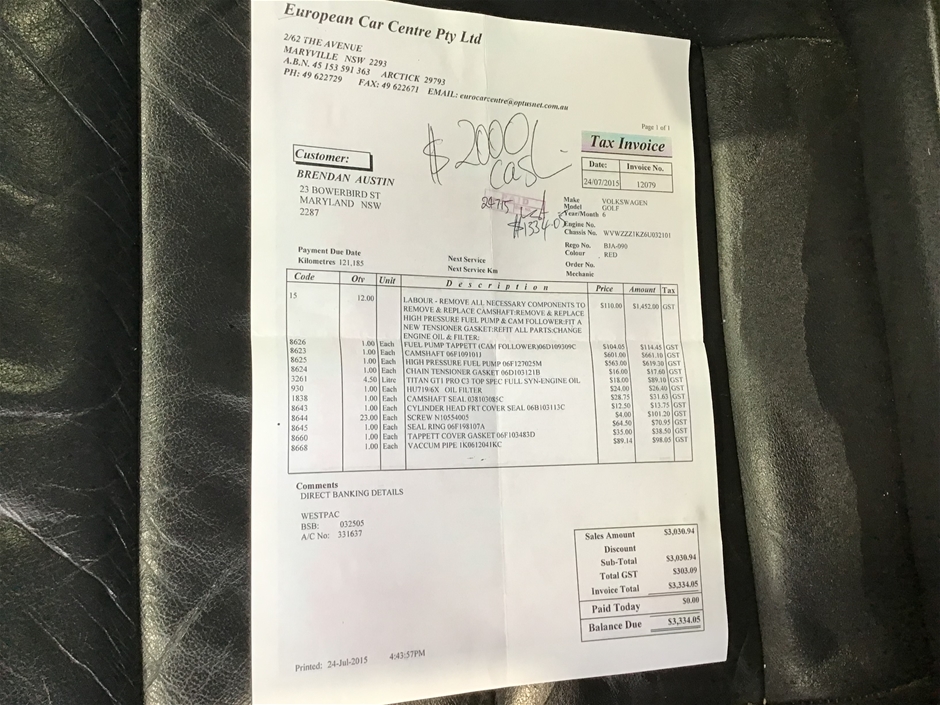 European Car Centre Pty Ltd
2/62 THE AVENUE
MARYVILLE NSW 2293
A.B.N. 45 153 591 363 ARCTICK 29793
PH: 49 622729 FAX: 49 622671 EMAIL: eurocarcentre@optusnet.com.au
Page 1 of 1
$2000/-
cash
Tax Invoice
Date: Invoice No.
24/07/2015 12079
Customer:
BRENDAN AUSTIN
23 BOWERBIRD ST
MARYLAND NSW
2287
24715
$1334.05
Make VOLKSWAGEN
Model GOLF
Year/Month 6
Engine No.
Chassis No. WVWZZZ1KZ6U032101
Rego No. BJA-090
Colour RED
Order No.
Mechanic
Payment Due Date
Kilometres 121,185
Next Service
Next Service Km
Code Qty Unit Description Price Amount Tax
15 12.00 LABOUR - REMOVE ALL NECESSARY COMPONENTS TO $110.00 $1,452.00 GST
REMOVE & REPLACE CAMSHAFT:REMOVE & REPLACE
HIGH PRESSURE FUEL PUMP & CAM FOLLOWER:FIT A
NEW TENSIONER GASKET:REFIT ALL PARTS:CHANGE
ENGINE OIL & FILTER:
8626 1.00 Each FUEL PUMP TAPPETT (CAM FOLLOWER)06D109309C $104.05 $114.45 GST
8623 1.00 Each CAMSHAFT 06F109101J $601.00 $661.10 GST
8625 1.00 Each HIGH PRESSURE FUEL PUMP 06F127025M $563.00 $619.30 GST
8624 1.00 Each CHAIN TENSIONER GASKET 06D103121B $16.00 $17.60 GST
3261 4.50 Litre TITAN GT1 PRO C3 TOP SPEC FULL SYN-ENGINE OIL $18.00 $89.10 GST
930 1.00 Each HU719/6X OIL FILTER $24.00 $26.40 GST
1838 1.00 Each CAMSHAFT SEAL 038103085C $28.75 $31.63 GST
8643 1.00 Each CYLINDER HEAD FRT COVER SEAL 06B103113C $12.50 $13.75 GST
8644 23.00 Each SCREW N10554005 $4.00 $101.20 GST
8645 1.00 Each SEAL RING 06F198107A $64.50 $70.95 GST
8660 1.00 Each TAPPETT COVER GASKET 06F103483D $35.00 $38.50 GST
8668 1.00 Each VACCUM PIPE 1K0612041KC $89.14 $98.05 GST
Comments
DIRECT BANKING DETAILS
WESTPAC
BSB: 032505
A/C No: 331637
Sales Amount $3,030.94
Discount
Sub-Total $3,030.94
Total GST $303.09
Invoice Total $3,334.05
Paid Today $0.00
Balance Due $3,334.05
Printed: 24-Jul-2015 4:43:57PM